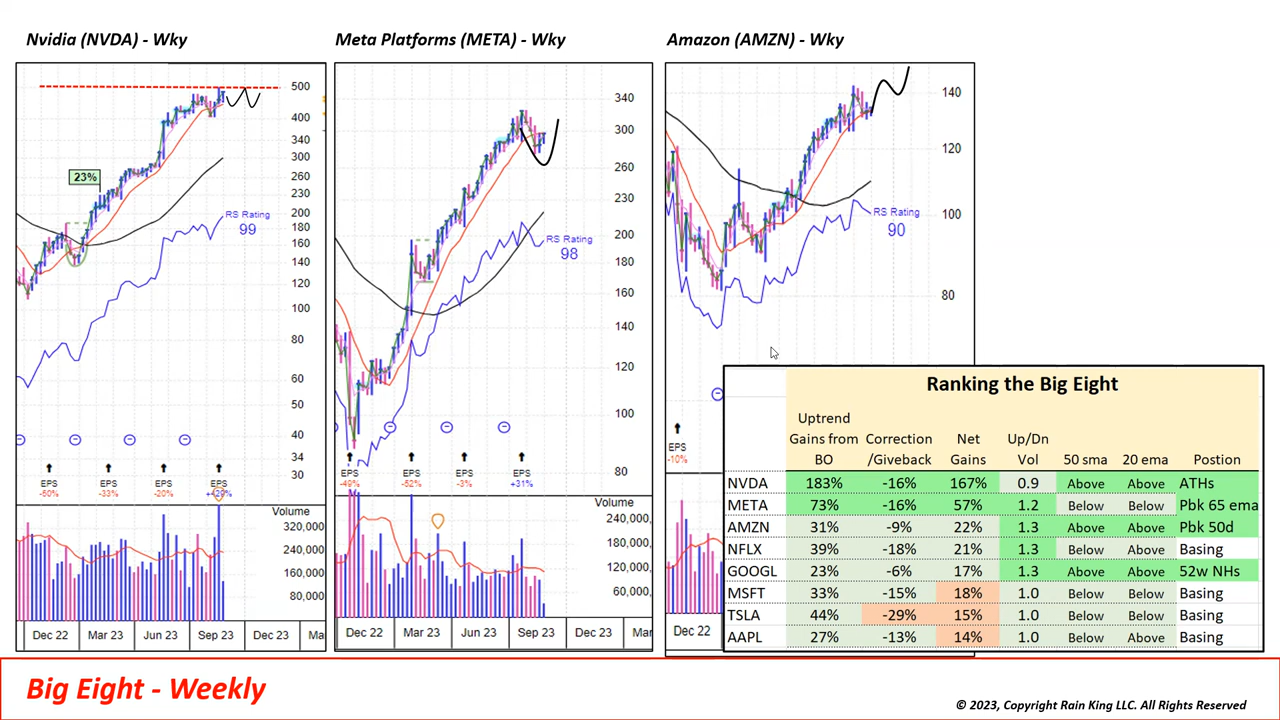 Nvidia (NVDA) - Wky
500
400
340
300
260
230
200
180
160
140
120
100
80
60
50
40
34
30
23%
RS Rating
99
EPS
-50%
EPS
-33%
EPS
-20%
EPS
Volume
320,000
240,000
160,000
80,000
Dec 22
Mar 23
Jun 23
Sep 23
Dec 23
Ma
Meta Platforms (META) - Wky
340
300
260
230
200
180
160
140
120
100
80
RS Rating
98
EPS
-49%
EPS
-52%
EPS
-3%
EPS
+31%
Volume
240,000
180,000
120,000
60,000
Dec 22
Mar 23
Jun 23
Sep 23
Dec 23
Mar
Amazon (AMZN) - Wky
140
120
100
80
RS Rating
90
EPS
-10%
Dec 22
Ranking the Big Eight
Uptrend
Gains from Correction Net Up/Dn
BO /Giveback Gains Vol 50 sma 20 ema Postion
NVDA 183% -16% 167% 0.9 Above Above ATHs
META 73% -16% 57% 1.2 Below Below Pbk 65 ema
AMZN 31% -9% 22% 1.3 Above Above Pbk 50d
NFLX 39% -18% 21% 1.3 Below Above Basing
GOOGL 23% -6% 17% 1.3 Above Above 52w NHs
MSFT 33% -15% 18% 1.0 Below Below Basing
TSLA 44% -29% 15% 1.0 Below Below Basing
AAPL 27% -13% 14% 1.0 Below Above Basing
Big Eight - Weekly
© 2023, Copyright Rain King LLC. All Rights Reserved